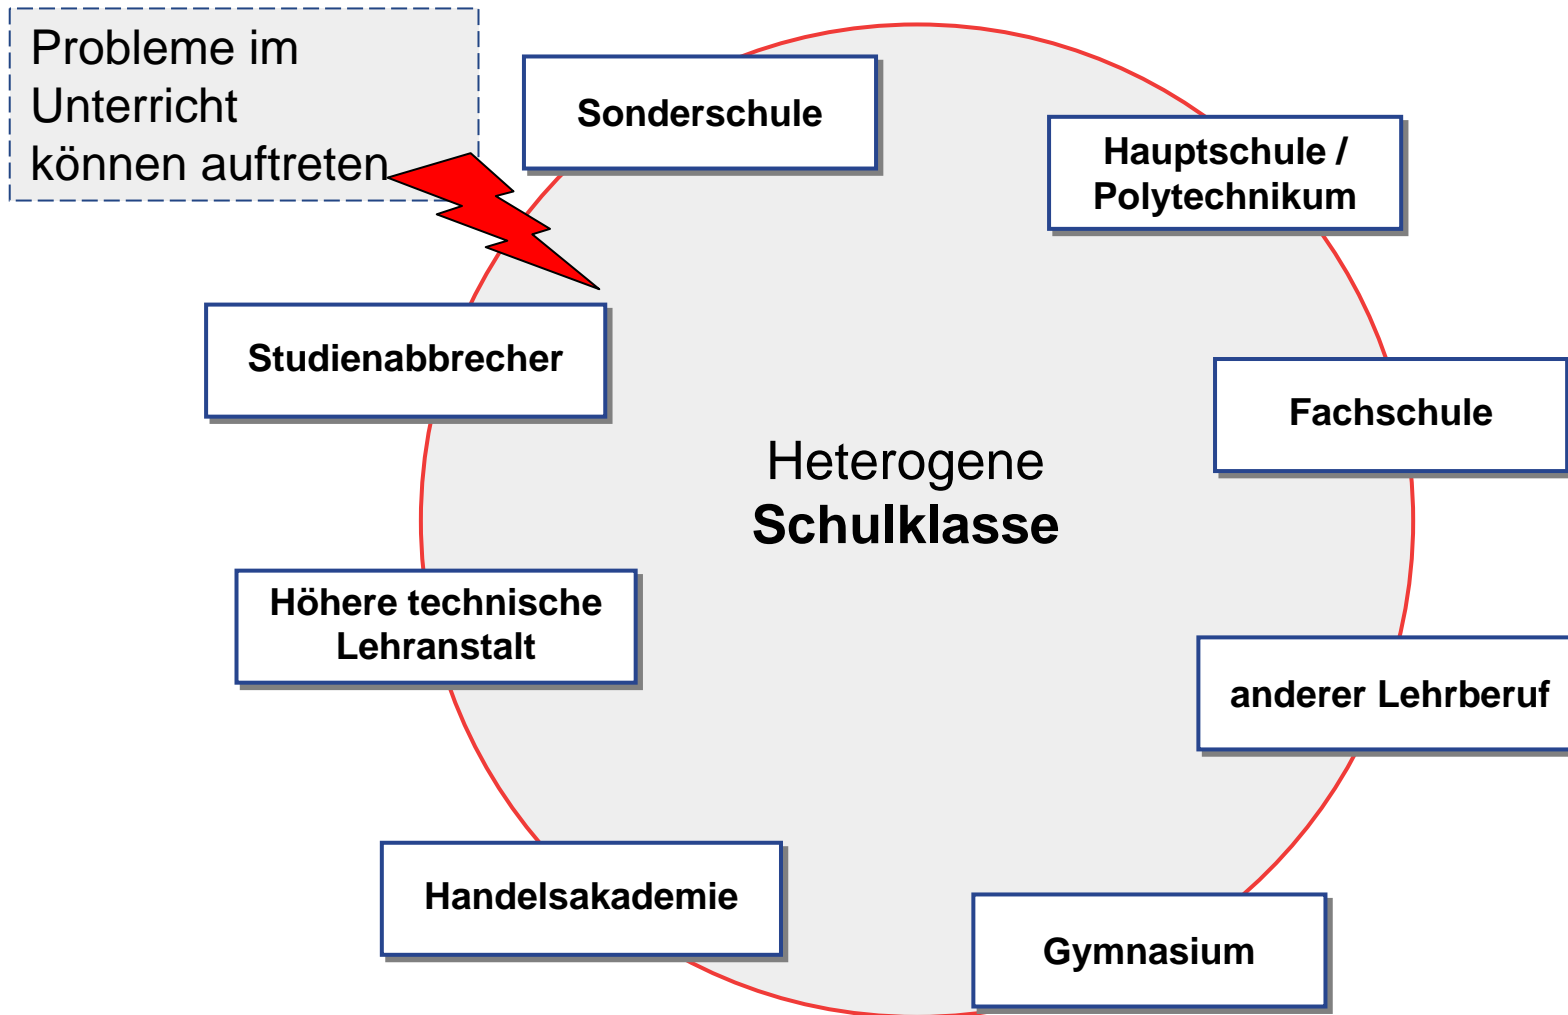 Probleme im
Unterricht
können auftreten
Sonderschule
Hauptschule /
Polytechnikum
Studienabbrecher
Fachschule
Heterogene
Schulklasse
Höhere technische
Lehranstalt
anderer Lehrberuf
Handelsakademie
Gymnasium